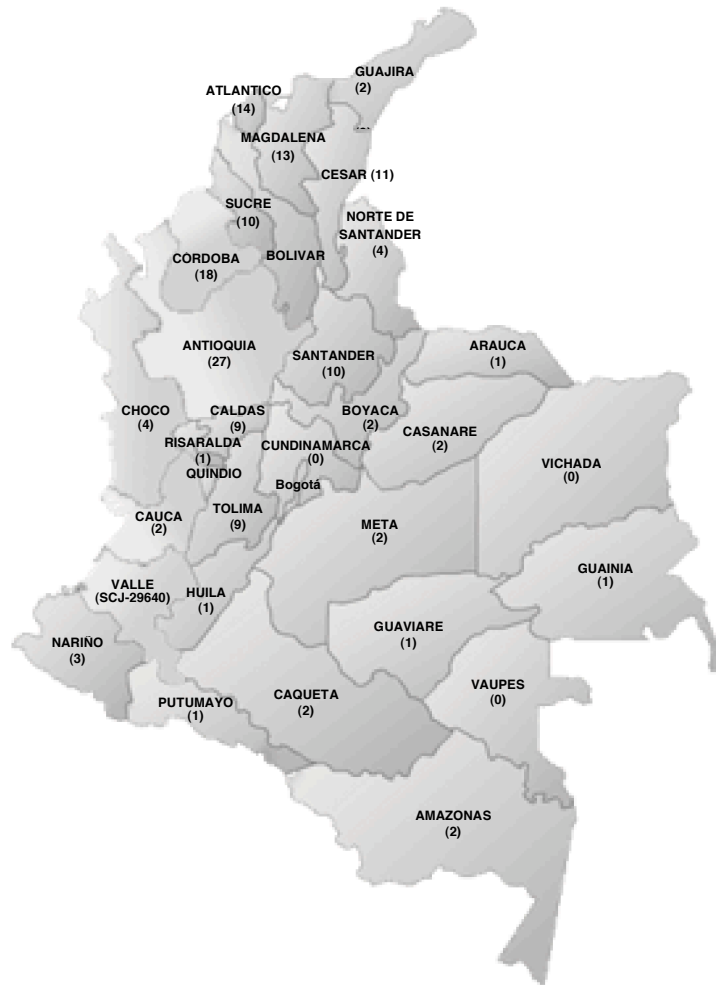 GUAJIRA
(2)
ATLANTICO
(14)
MAGDALENA
(13)
CESAR (11)
SUCRE
(10)
NORTE DE
SANTANDER
(4)
BOLIVAR
CORDOBA
(18)
ANTIOQUIA
(27)
SANTANDER
(10)
ARAUCA
(1)
CHOCO
(4)
CALDAS
(9)
BOYACA
(2)
CASANARE
(2)
RISARALDA
(1)
CUNDINAMARCA
(0)
VICHADA
(0)
QUINDIO
Bogotá
TOLIMA
(9)
CAUCA
(2)
META
(2)
GUAINIA
(1)
VALLE
(SCJ-29640)
HUILA
(1)
GUAVIARE
(1)
NARIÑO
(3)
VAUPES
(0)
CAQUETA
(2)
PUTUMAYO
(1)
AMAZONAS
(2)